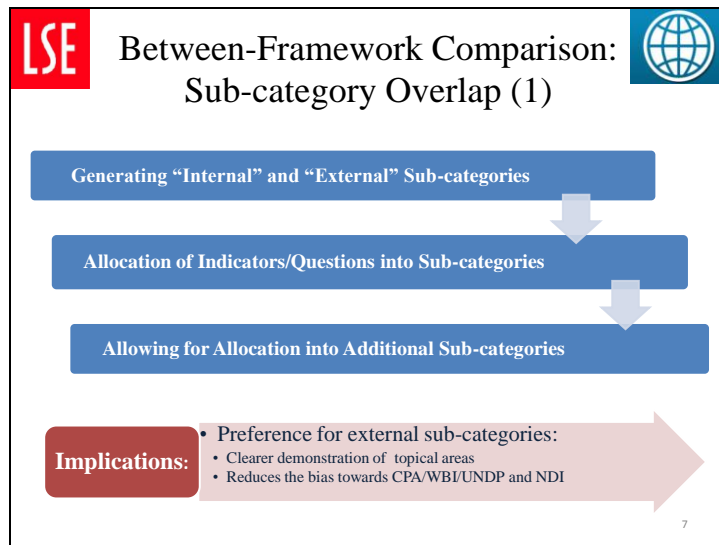 LSE
Between-Framework Comparison:
Sub-category Overlap (1)
Generating “Internal” and “External” Sub-categories
Allocation of Indicators/Questions into Sub-categories
Allowing for Allocation into Additional Sub-categories
Implications:
• Preference for external sub-categories:
• Clearer demonstration of topical areas
• Reduces the bias towards CPA/WBI/UNDP and NDI
7